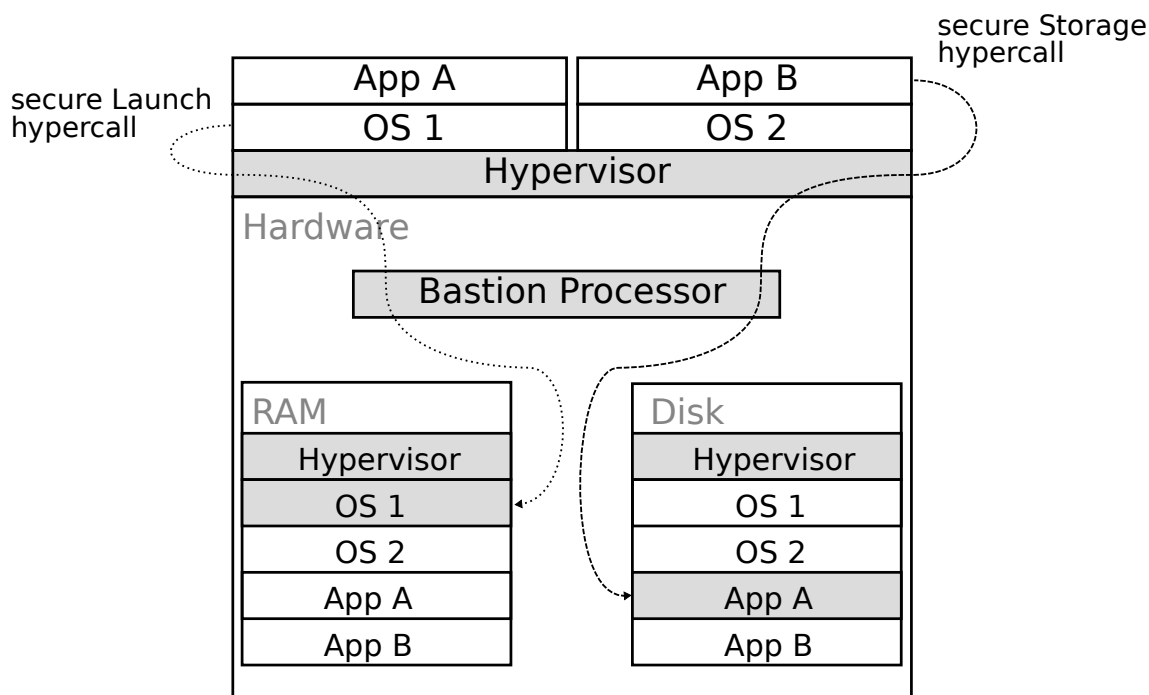 secure Storage
hypercall
App A
App B
secure Launch
hypercall
OS 1
OS 2
Hypervisor
Hardware
Bastion Processor
RAM
Hypervisor
OS 1
OS 2
App A
App B
Disk
Hypervisor
OS 1
OS 2
App A
App B